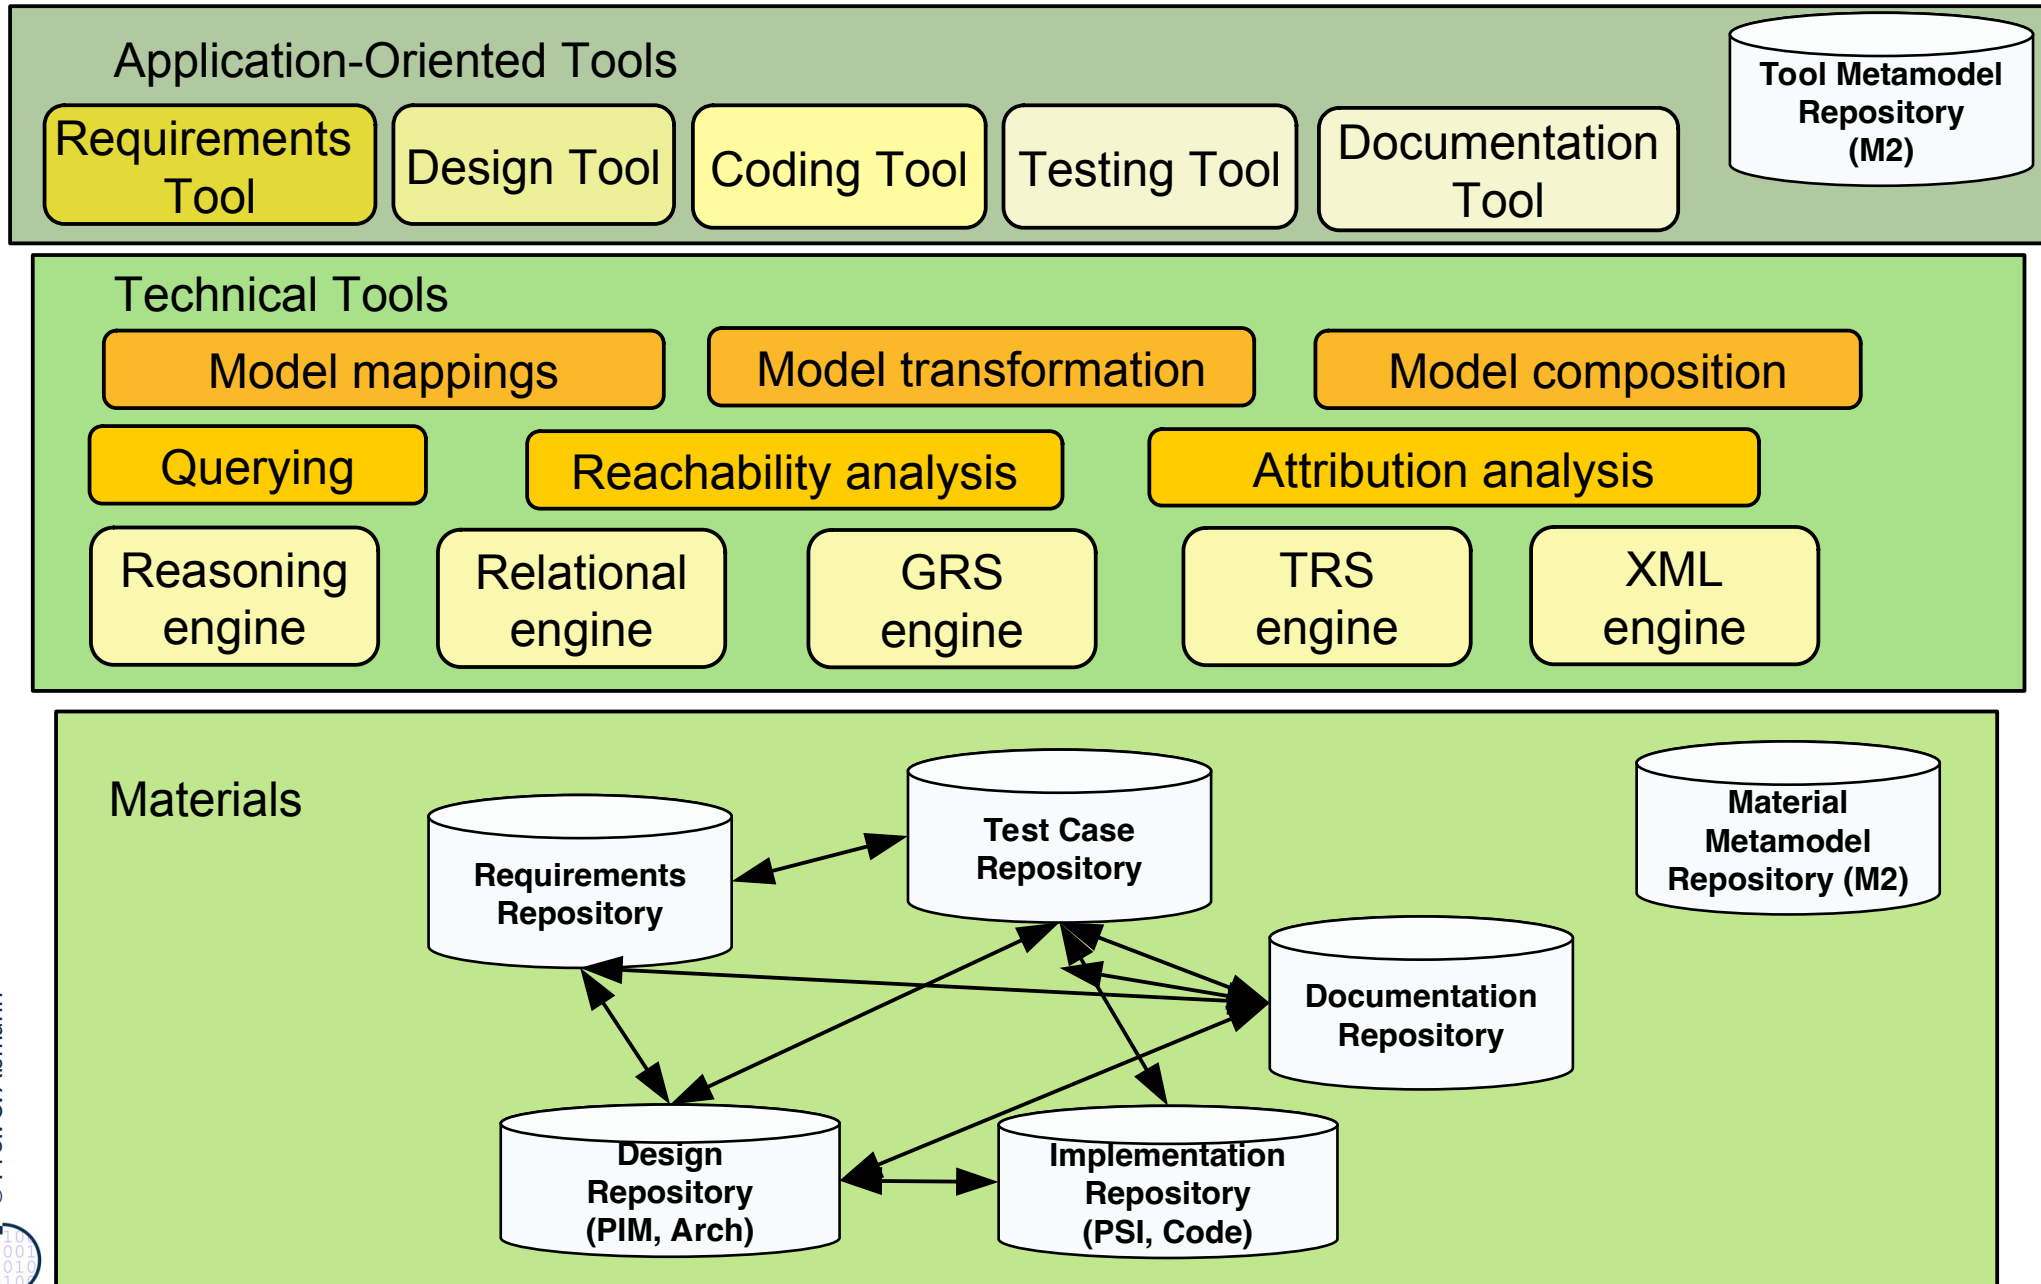 Application-Oriented Tools
Tool Metamodel
Repository
(M2)
Requirements
Tool
Design Tool
Coding Tool
Testing Tool
Documentation
Tool
Technical Tools
Model mappings
Model transformation
Model composition
Querying
Reachability analysis
Attribution analysis
Reasoning
engine
Relational
engine
GRS
engine
TRS
engine
XML
engine
Materials
Requirements
Repository
Test Case
Repository
Material
Metamodel
Repository (M2)
Documentation
Repository
Design
Repository
(PIM, Arch)
Implementation
Repository
(PSI, Code)